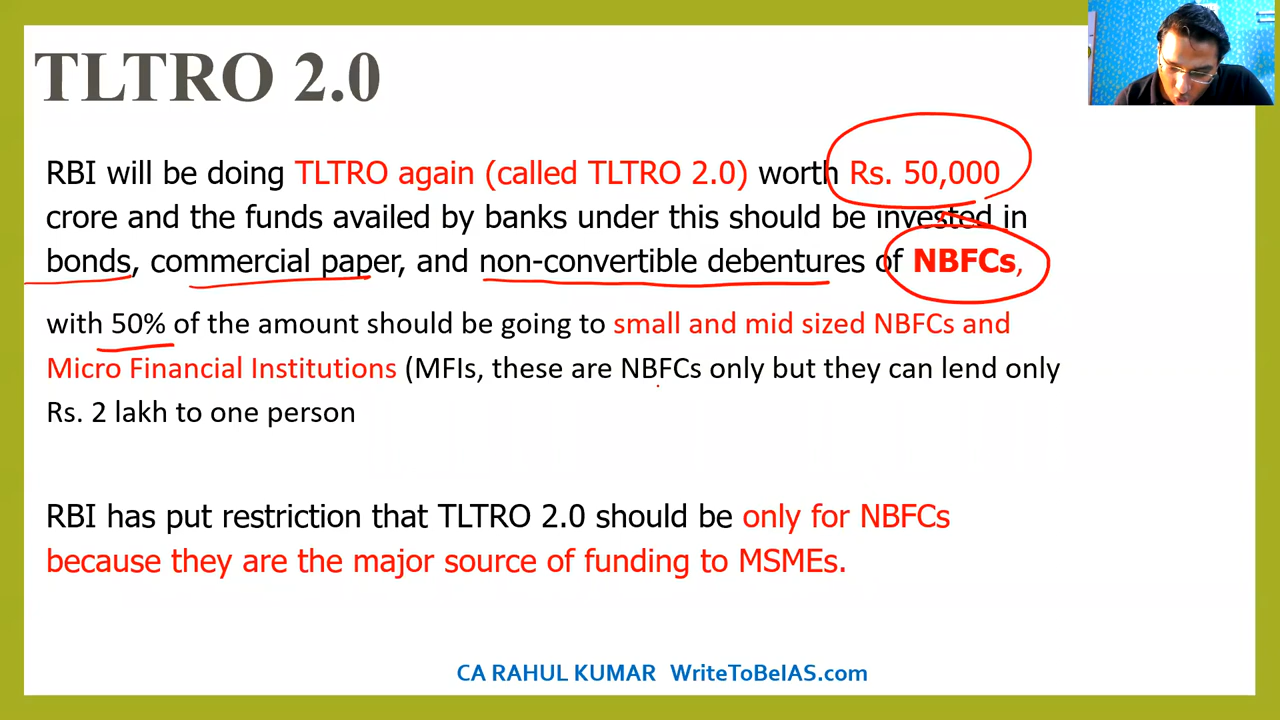 TLTRO 2.0
RBI will be doing TLTRO again (called TLTRO 2.0) worth Rs. 50,000
crore and the funds availed by banks under this should be invested in
bonds, commercial paper, and non-convertible debentures of NBFCs,
with 50% of the amount should be going to small and mid sized NBFCs and
Micro Financial Institutions (MFIs, these are NBFCs only but they can lend only
Rs. 2 lakh to one person
RBI has put restriction that TLTRO 2.0 should be only for NBFCs
because they are the major source of funding to MSMEs.
CA RAHUL KUMAR WriteToBeIAS.com